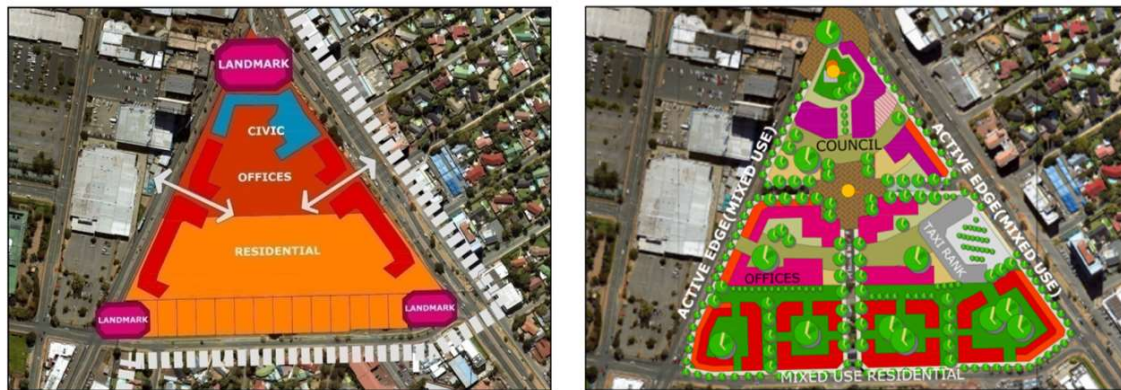 LANDMARK
CIVIC
OFFICES
RESIDENTIAL
LANDMARK
LANDMARK
COUNCIL
ACTIVE EDGE(MIXED USE)
ACTIVE EDGE(MIXED USE)
TAXI RANK
OFFICES
MIXED USE RESIDENTIAL